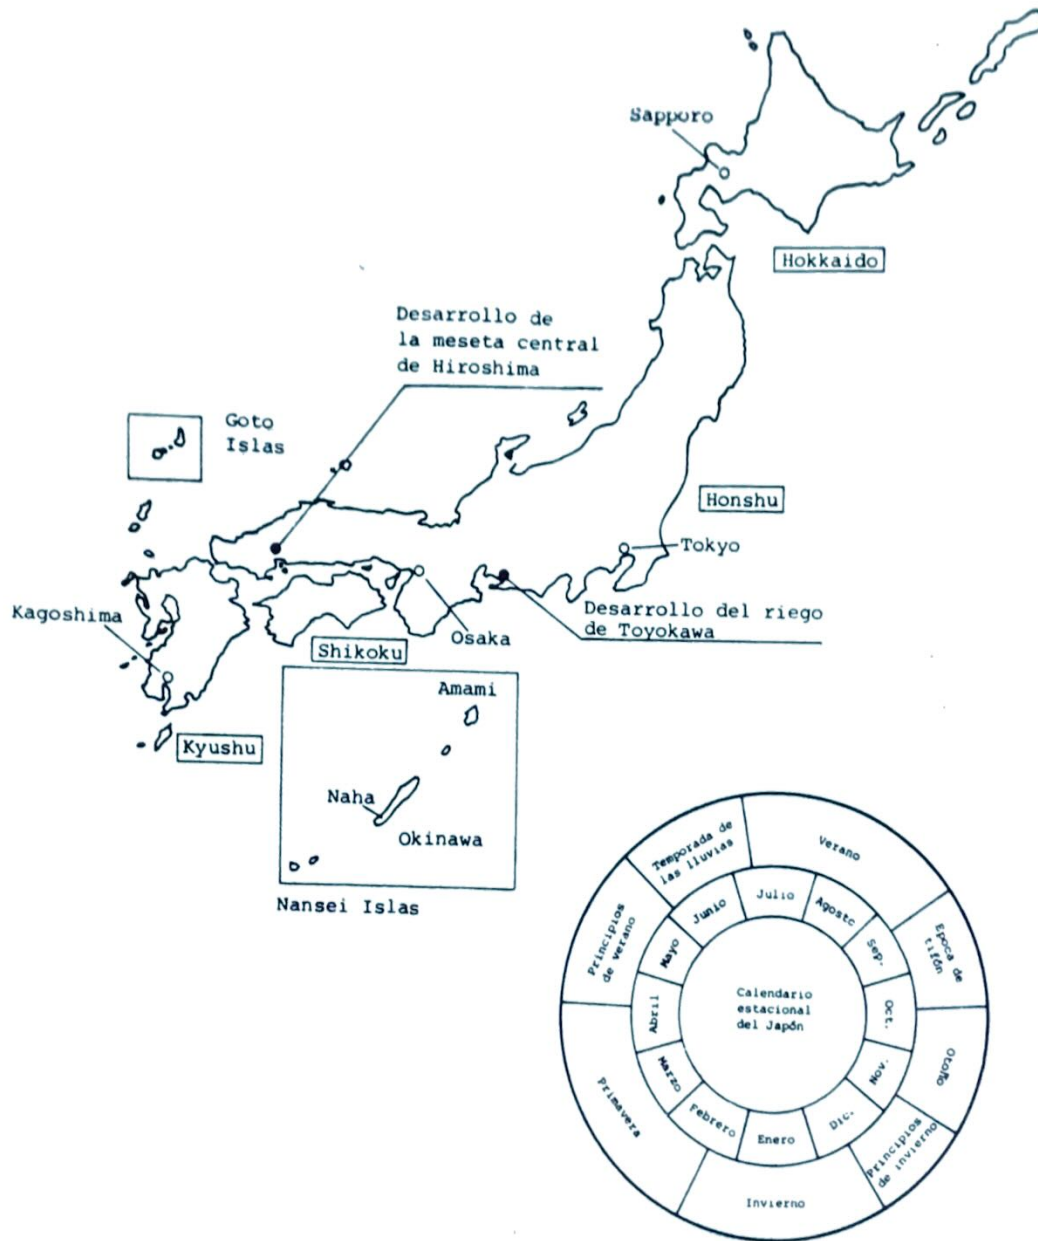 Sapporo
Hokkaido
Desarrollo de
la meseta central
de Hiroshima
Goto
Islas
Honshu
Tokyo
Kagoshima
Desarrollo del riego
de Toyokawa
Osaka
Shikoku
Amami
Kyushu
Naha
Okinawa
Nansei Islas
Temporada de
las lluvias
Verano
Epoca de
tifón
Otoño
Principios
de invierno
Invierno
Primavera
Principios
de verano
Junio
Julio
Agosto
Sep.
Oct.
Nov.
Dic.
Enero
Febrero
Marzo
Abril
Mayo
Calendario
estacional
del Japón